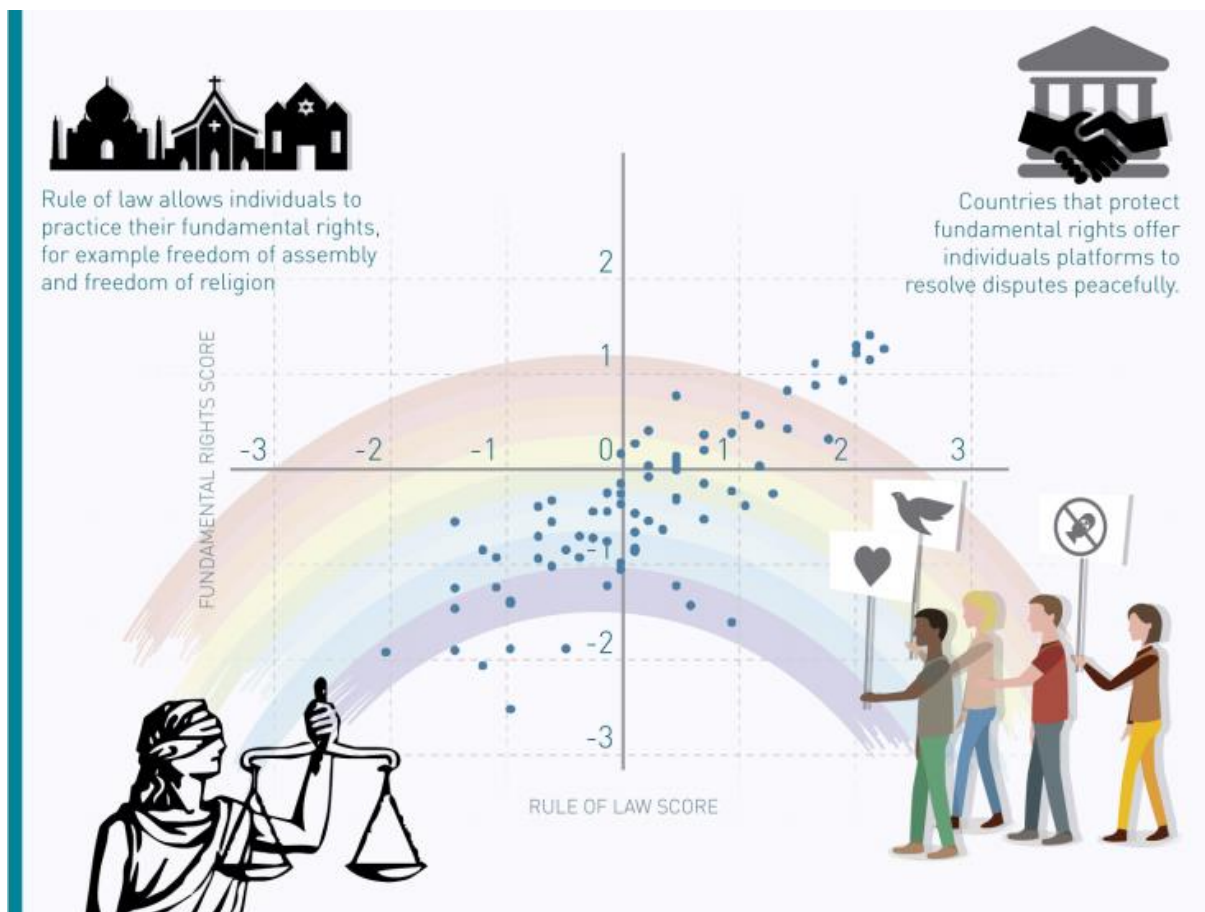 Rule of law allows individuals to
practice their fundamental rights,
for example freedom of assembly
and freedom of religion
Countries that protect
fundamental rights offer
individuals platforms to
resolve disputes peacefully.
FUNDAMENTAL RIGHTS SCORE
2
1
-3 -2 -1 0 1 2 3
-1
-2
-3
RULE OF LAW SCORE